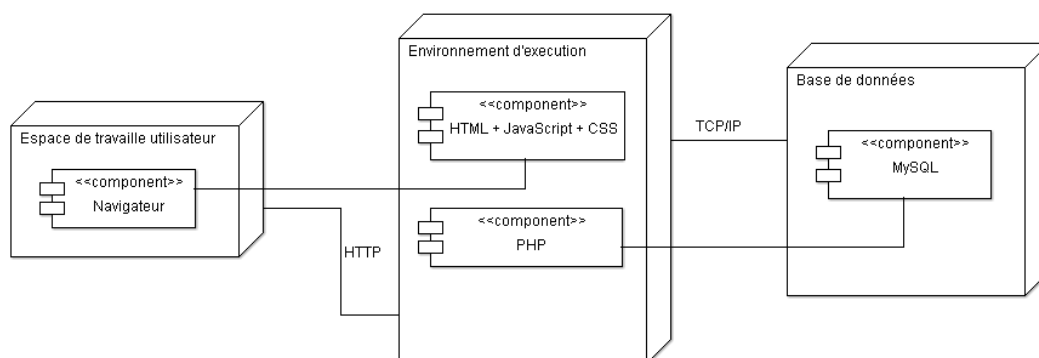 Espace de travaille utilisateur
<<component>>
Navigateur
HTTP
Environnement d'execution
<<component>>
HTML + JavaScript + CSS
<<component>>
PHP
TCP/IP
Base de données
<<component>>
MySQL